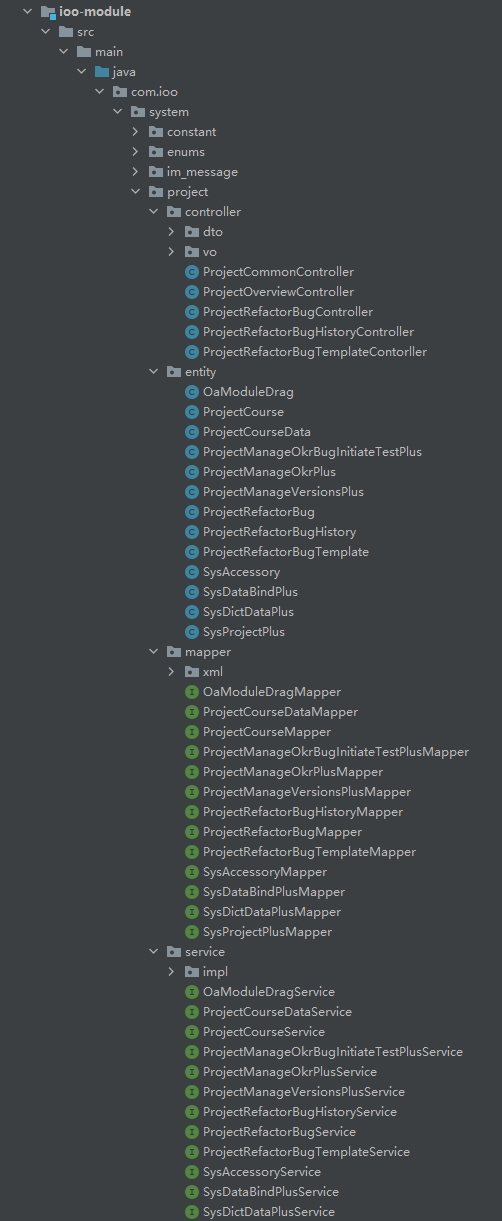 ioo-module
src
main
java
com.ioo
system
constant
enums
im_message
project
controller
dto
vo
ProjectCommonController
ProjectOverviewController
ProjectRefactorBugController
ProjectRefactorBugHistoryController
ProjectRefactorBugTemplateContorller
entity
OaModuleDrag
ProjectCourse
ProjectCourseData
ProjectManageOkrBugInitiateTestPlus
ProjectManageOkrPlus
ProjectManageVersionsPlus
ProjectRefactorBug
ProjectRefactorBugHistory
ProjectRefactorBugTemplate
SysAccessory
SysDataBindPlus
SysDictDataPlus
SysProjectPlus
mapper
xml
OaModuleDragMapper
ProjectCourseDataMapper
ProjectCourseMapper
ProjectManageOkrBugInitiateTestPlusMapper
ProjectManageOkrPlusMapper
ProjectManageVersionsPlusMapper
ProjectRefactorBugHistoryMapper
ProjectRefactorBugMapper
ProjectRefactorBugTemplateMapper
SysAccessoryMapper
SysDataBindPlusMapper
SysDictDataPlusMapper
SysProjectPlusMapper
service
impl
OaModuleDragService
ProjectCourseDataService
ProjectCourseService
ProjectManageOkrBugInitiateTestPlusService
ProjectManageOkrPlusService
ProjectManageVersionsPlusService
ProjectRefactorBugHistoryService
ProjectRefactorBugService
ProjectRefactorBugTemplateService
SysAccessoryService
SysDataBindPlusService
SysDictDataPlusService